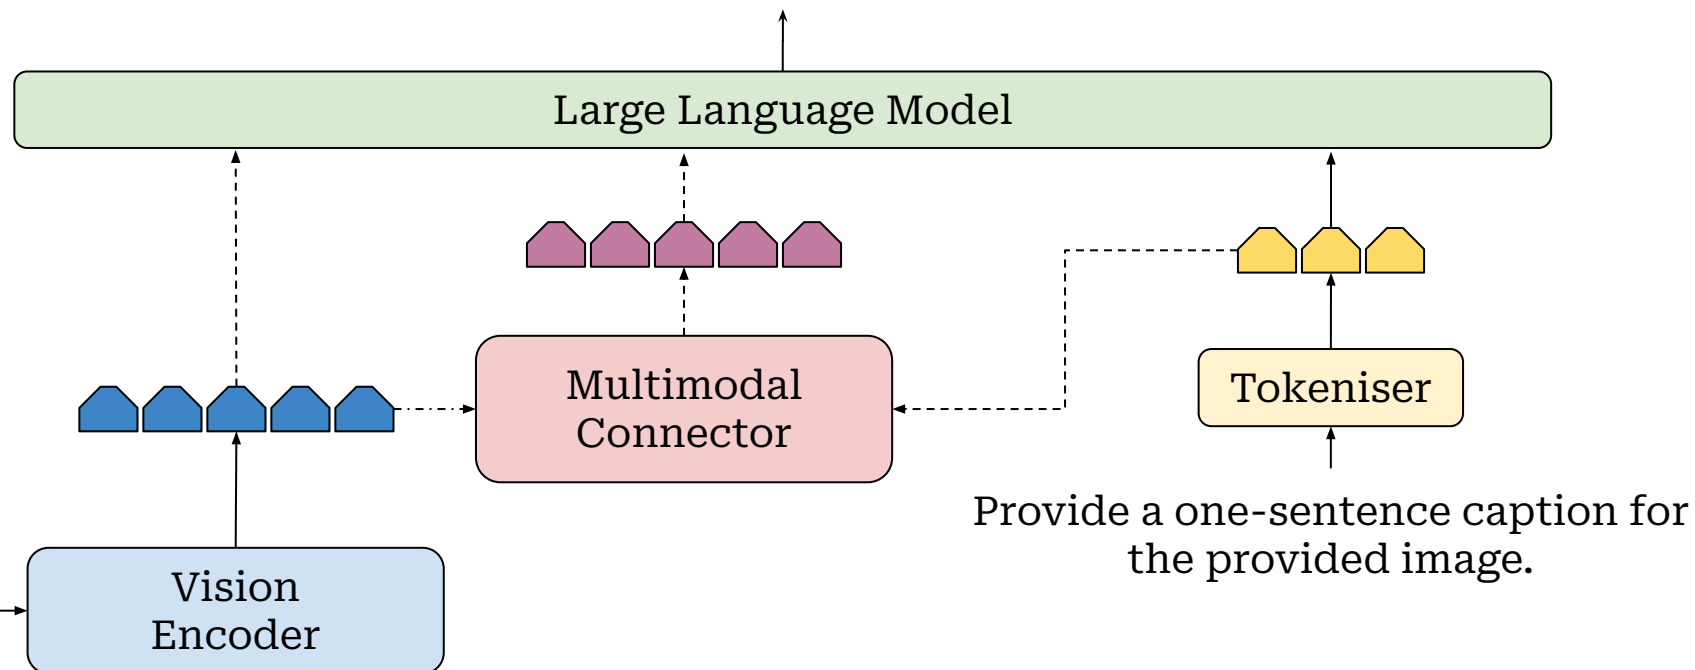 Large Language Model
Multimodal
Connector
Tokeniser
Provide a one-sentence caption for
the provided image.
Vision
Encoder